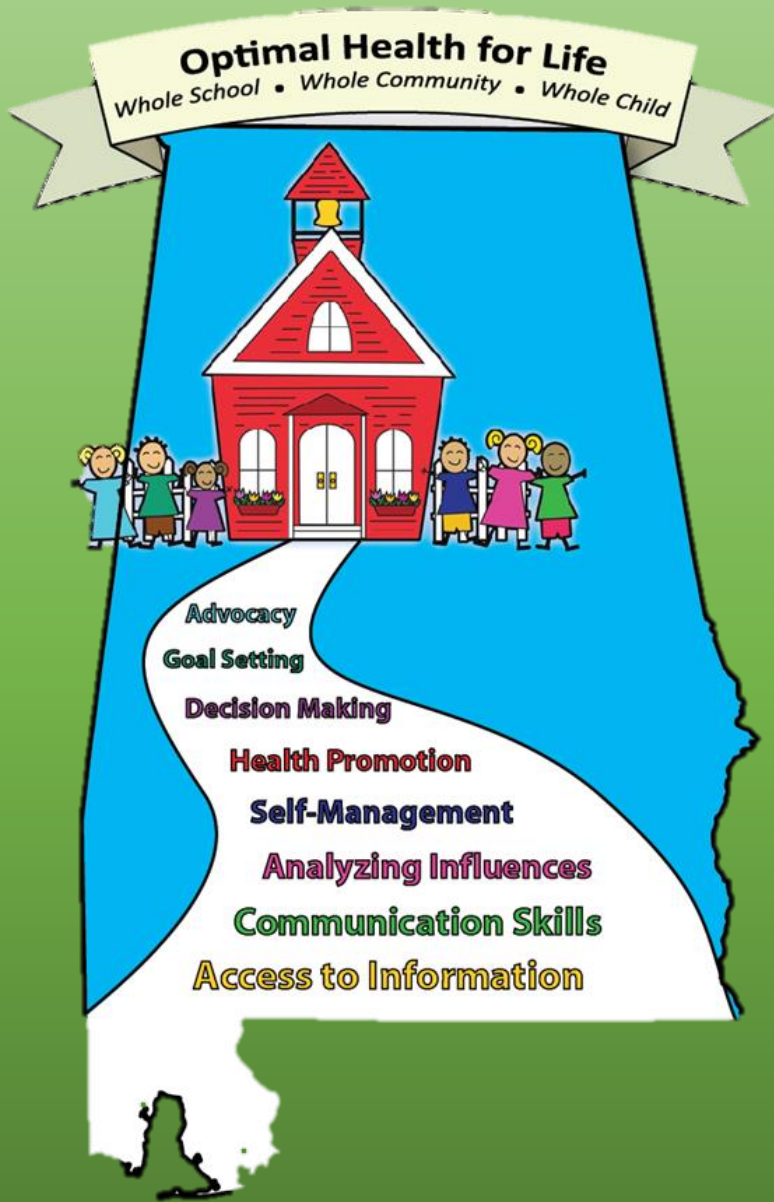 Optimal Health for Life
Whole School • Whole Community • Whole Child
Advocacy
Goal Setting
Decision Making
Health Promotion
Self-Management
Analyzing Influences
Communication Skills
Access to Information